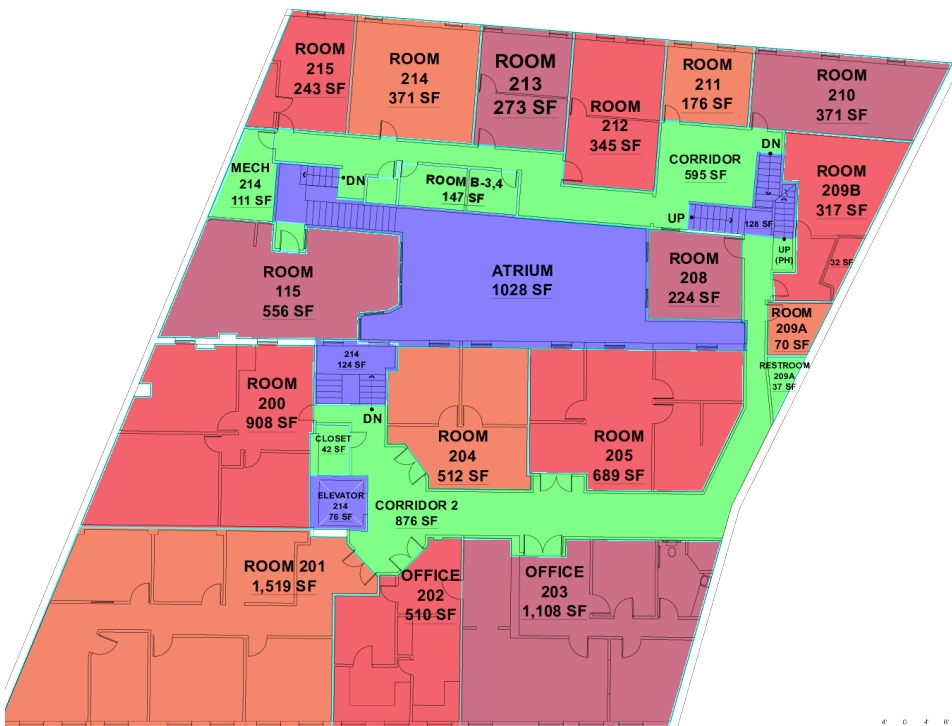 ROOM
215
243 SF
ROOM
214
371 SF
ROOM
213
273 SF
ROOM
212
345 SF
ROOM
211
176 SF
ROOM
210
371 SF
MECH
214
111 SF
DN
ROOM B-3,4
147 SF
CORRIDOR
595 SF
DN
ROOM
209B
317 SF
UP
128 SF
UP
(PH)
32 SF
ROOM
115
556 SF
ATRIUM
1028 SF
ROOM
208
224 SF
ROOM
209A
70 SF
RESTROOM
209A
37 SF
214
124 SF
DN
ROOM
200
908 SF
CLOSET
42 SF
ROOM
204
512 SF
ROOM
205
689 SF
ELEVATOR
214
76 SF
CORRIDOR 2
876 SF
ROOM 201
1,519 SF
OFFICE
202
510 SF
OFFICE
203
1,108 SF
4' 0 4' 8'